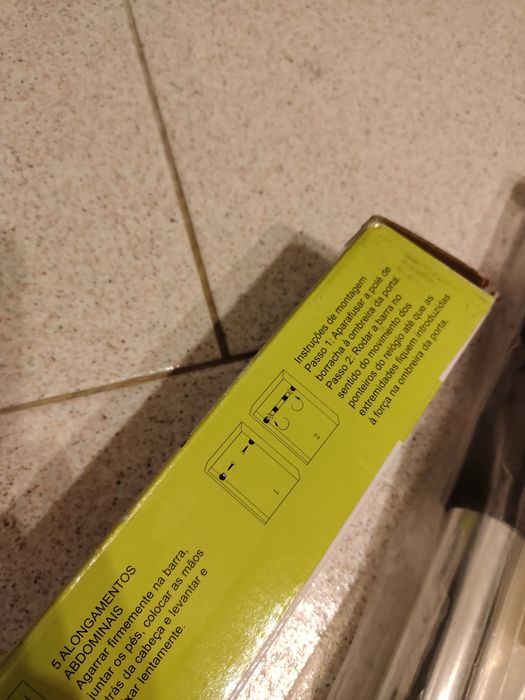 Instruções de montagem
Passo 1: Aparafusar a polé de
borracha à ombreira da porta.
Passo 2: Rodar a barra no
sentido do movimento dos
ponteiros do relógio até que as
extremidades fiquem introduzidas
à força na ombreira da porta.
1
2
5 ALONGAMENTOS
ABDOMINAIS
Agarrar firmemente na barra,
juntar os pés, colocar as mãos
da cabeça e levantar e
lentamente.